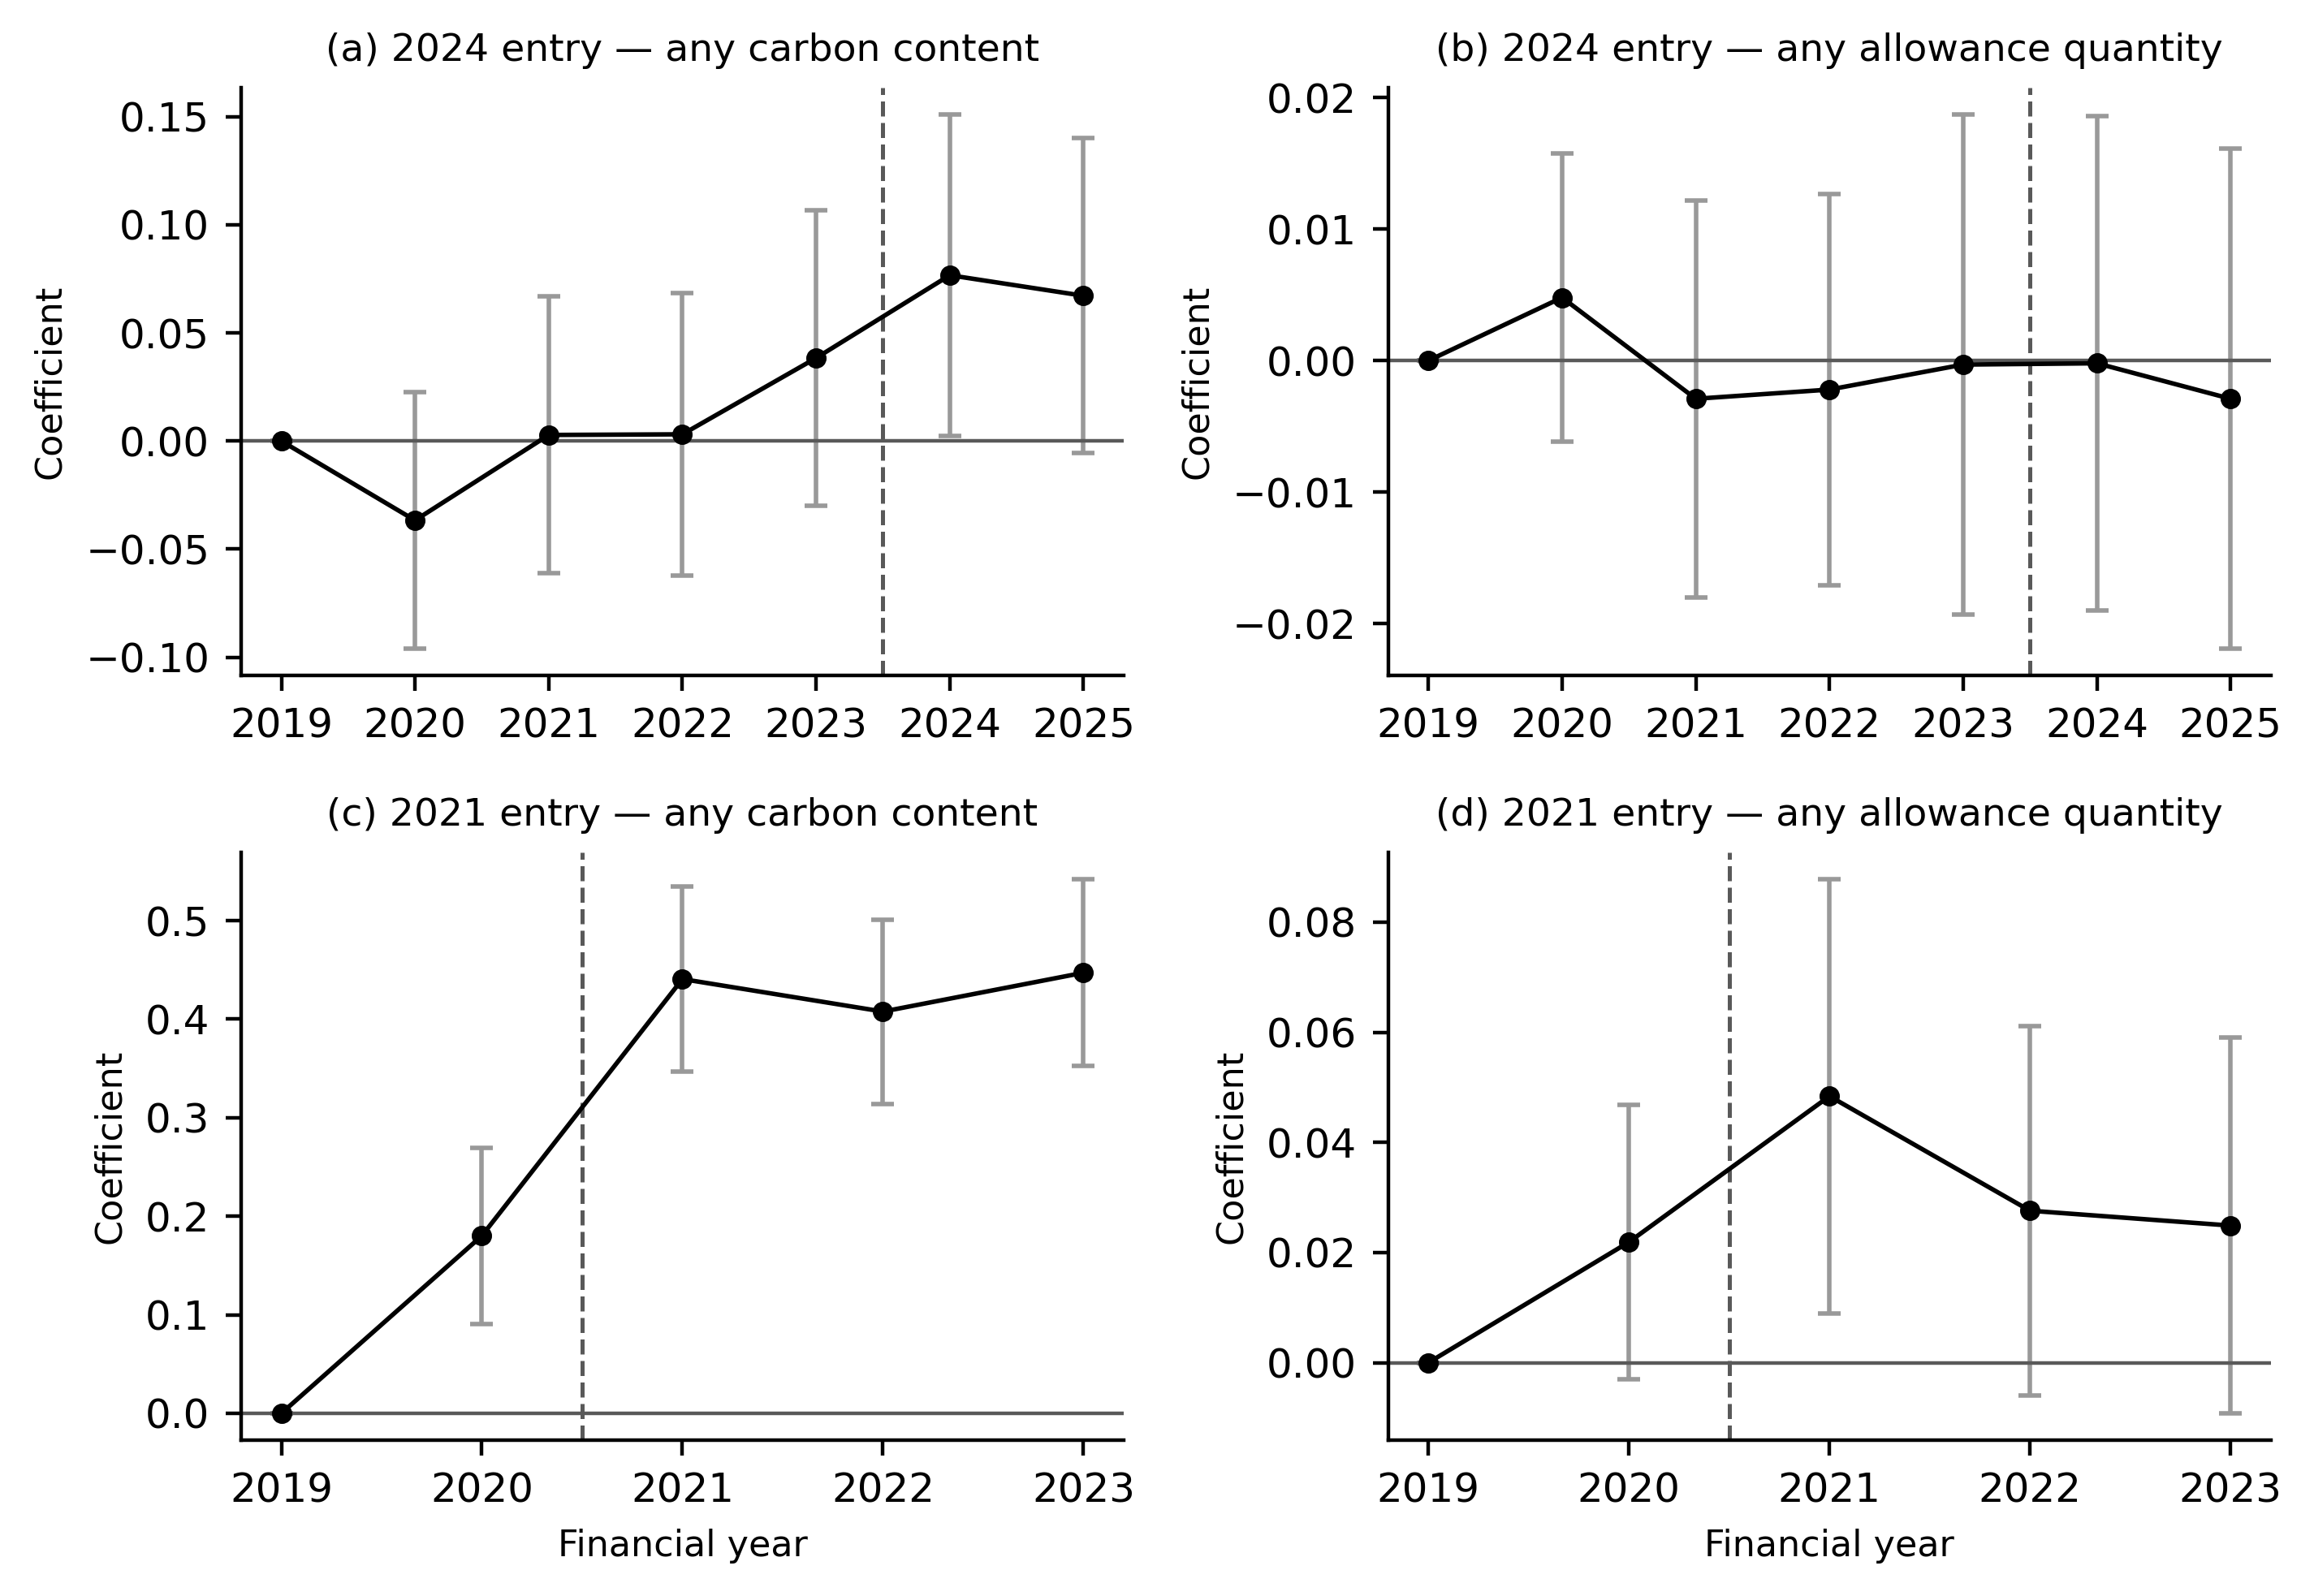 (a) 2024 entry — any carbon content
Coefficient
0.15
0.10
0.05
0.00
−0.05
−0.10
2019 2020 2021 2022 2023 2024 2025
(b) 2024 entry — any allowance quantity
Coefficient
0.02
0.01
0.00
−0.01
−0.02
2019 2020 2021 2022 2023 2024 2025
(c) 2021 entry — any carbon content
Coefficient
0.5
0.4
0.3
0.2
0.1
0.0
2019 2020 2021 2022 2023
Financial year
(d) 2021 entry — any allowance quantity
Coefficient
0.08
0.06
0.04
0.02
0.00
2019 2020 2021 2022 2023
Financial year